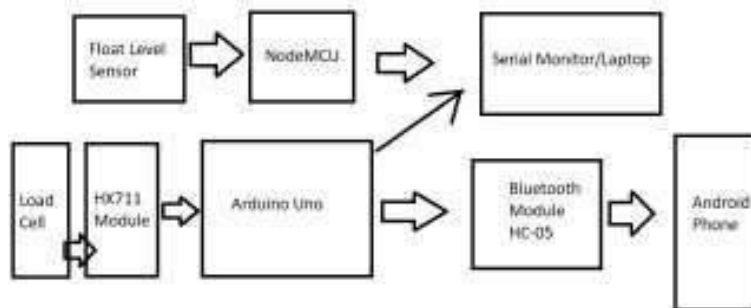 Float Level
Sensor
NodeMCU
Serial Monitor/Laptop
Load
Cell
HX711
Module
Arduino Uno
Bluetooth
Module
HC-05
Android
Phone